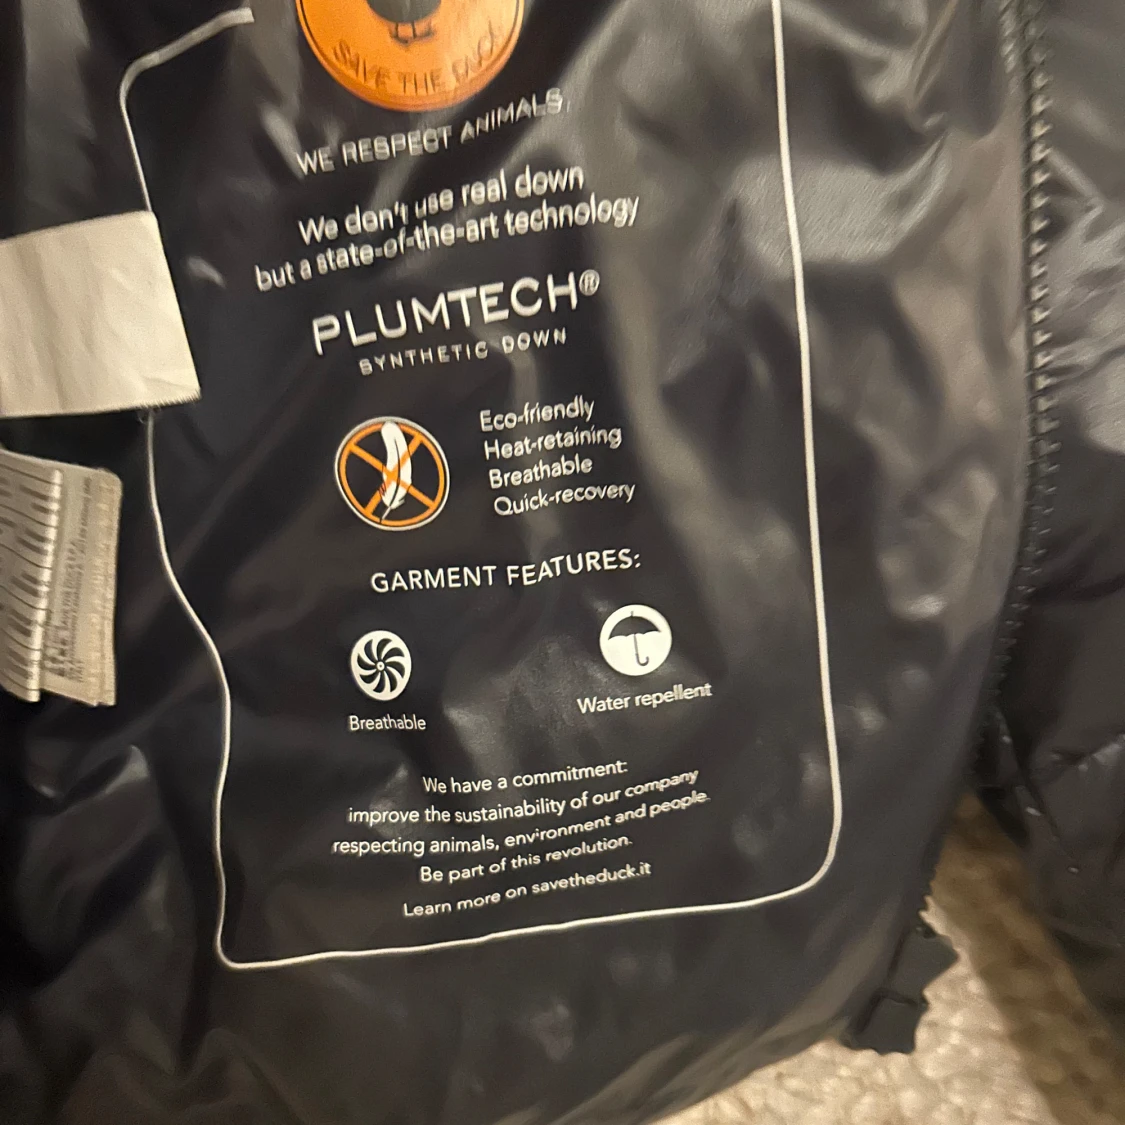 SAVE THE DUCK
WE RESPECT ANIMALS
We don't use real down
but a state-of-the-art technology
PLUMTECH®
SYNTHETIC DOWN
Eco-friendly
Heat-retaining
Breathable
Quick-recovery
GARMENT FEATURES:
Breathable
Water repellent
We have a commitment:
improve the sustainability of our company
respecting animals, environment and people.
Be part of this revolution.
Learn more on savetheduck.it